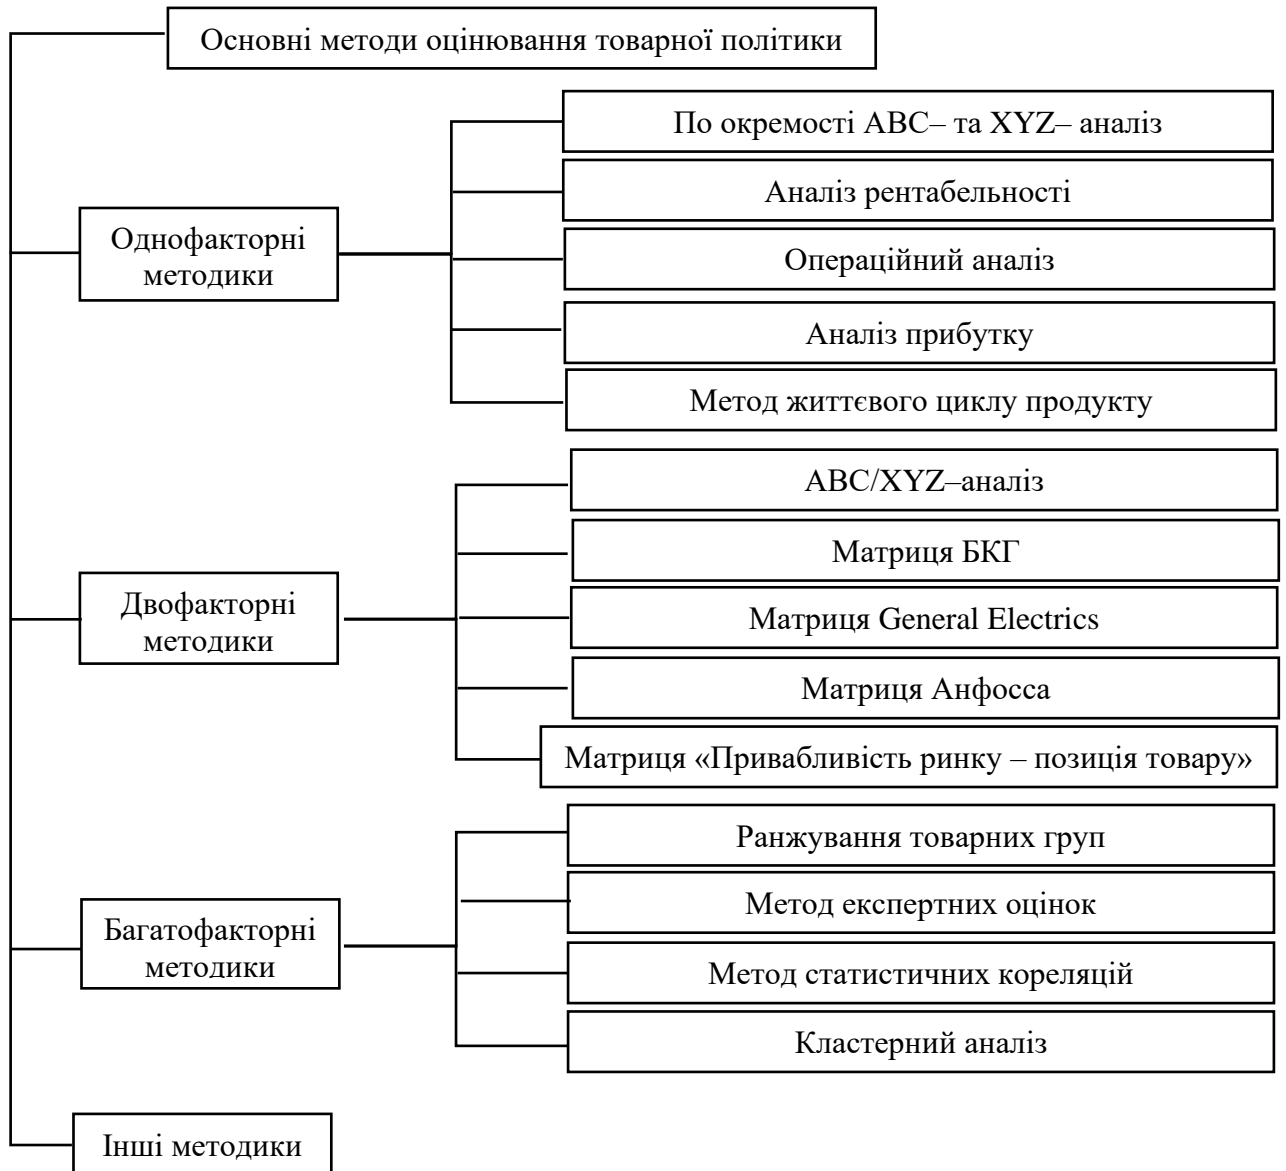 Основні методи оцінювання товарної політики
Однофакторні
методики
По окремості ABC– та XYZ– аналіз
Аналіз рентабельності
Операційний аналіз
Аналіз прибутку
Метод життєвого циклу продукту
Двофакторні
методики
ABC/XYZ–аналіз
Матриця БКГ
Матриця General Electrics
Матриця Анфосса
Матриця «Привабливість ринку – позиція товару»
Багатофакторні
методики
Ранжування товарних груп
Метод експертних оцінок
Метод статистичних кореляцій
Кластерний аналіз
Інші методики